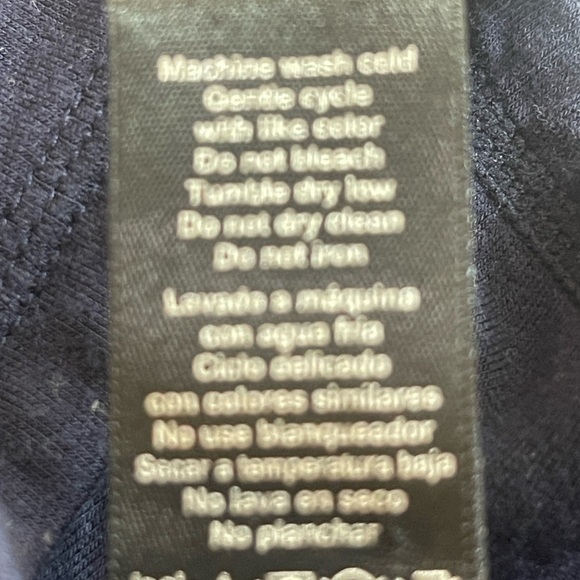 Machine wash cold
Gentle cycle
with like color
Do not bleach
Tumble dry low
Do not dry clean
Do not iron
Lavado a máquina
con agua fría
Ciclo delicado
con colores similares
No use blanqueador
Secar a temperatura baja
No lava en seco
No planchar